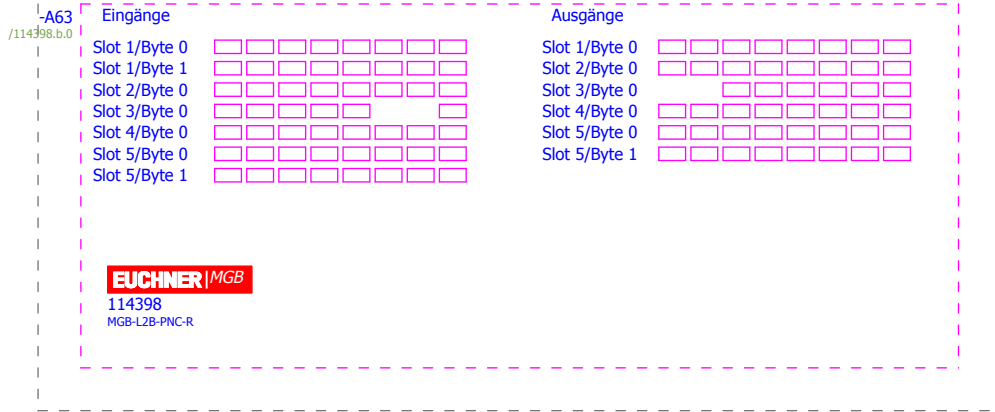 -A63
/114398.b.0
Eingänge
Slot 1/Byte 0
Slot 1/Byte 1
Slot 2/Byte 0
Slot 3/Byte 0
Slot 4/Byte 0
Slot 5/Byte 0
Slot 5/Byte 1
Ausgänge
Slot 1/Byte 0
Slot 2/Byte 0
Slot 3/Byte 0
Slot 4/Byte 0
Slot 5/Byte 0
Slot 5/Byte 1
EUCHNER|MGB
114398
MGB-L2B-PNC-R